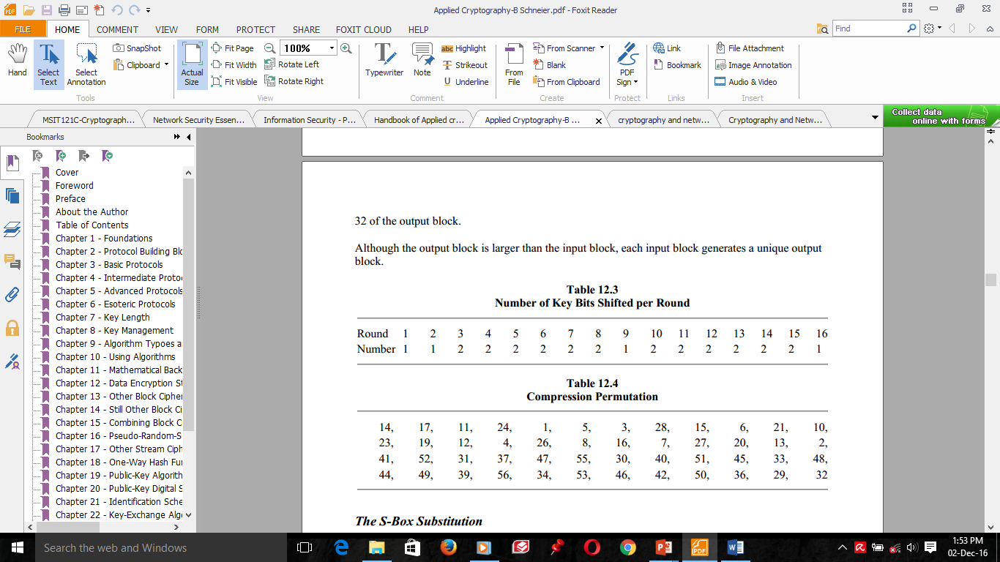 Applied Cryptography-B Schneier.pdf - Foxit Reader
FILE HOME COMMENT VIEW FORM PROTECT SHARE FOXIT CLOUD HELP Find
Hand
Select Text
Select Annotation
SnapShot
Clipboard
Tools
Actual Size
Fit Page
Fit Width
Fit Visible
100%
Rotate Left
Rotate Right
View
Typewriter
Note
abc Highlight
T Strikeout
U Underline
Comment
From File
From Scanner
Blank
From Clipboard
Create
PDF Sign
Protect
Link
Bookmark
Links
File Attachment
Image Annotation
Audio & Video
Insert
MSIT121C-Cryptograph... Network Security Essen... Information Security - P... Handbook of Applied cr... Applied Cryptography-B ... cryptography and netw... Cryptography and Netw...
Collect data
online with forms
Bookmarks
Cover
Foreword
Preface
About the Author
Table of Contents
Chapter 1 - Foundations
Chapter 2 - Protocol Building Blo
Chapter 3 - Basic Protocols
Chapter 4 - Intermediate Proto
Chapter 5 - Advanced Protocols
Chapter 6 - Esoteric Protocols
Chapter 7 - Key Length
Chapter 8 - Key Management
Chapter 9 - Algorithm Typoes a
Chapter 10 - Using Algorithms
Chapter 11 - Mathematical Back
Chapter 12 - Data Encryption St
Chapter 13 - Other Block Cipher
Chapter 14 - Still Other Block Ci
Chapter 15 - Combining Block C
Chapter 16 - Pseudo-Random-S
Chapter 17 - Other Stream Ciph
Chapter 18 - One-Way Hash Fun
Chapter 19 - Public-Key Algorith
Chapter 20 - Public-Key Digital S
Chapter 21 - Identification Sche
Chapter 22 - Key-Exchange Algo
32 of the output block.
Although the output block is larger than the input block, each input block generates a unique output
block.
Table 12.3
Number of Key Bits Shifted per Round
Round 1 2 3 4 5 6 7 8 9 10 11 12 13 14 15 16
Number 1 1 2 2 2 2 2 2 1 2 2 2 2 2 2 1
Table 12.4
Compression Permutation
14, 17, 11, 24, 1, 5, 3, 28, 15, 6, 21, 10,
23, 19, 12, 4, 26, 8, 16, 7, 27, 20, 13, 2,
41, 52, 31, 37, 47, 55, 30, 40, 51, 45, 33, 48,
44, 49, 39, 56, 34, 53, 46, 42, 50, 36, 29, 32
The S-Box Substitution
Search the web and Windows
1:53 PM
02-Dec-16